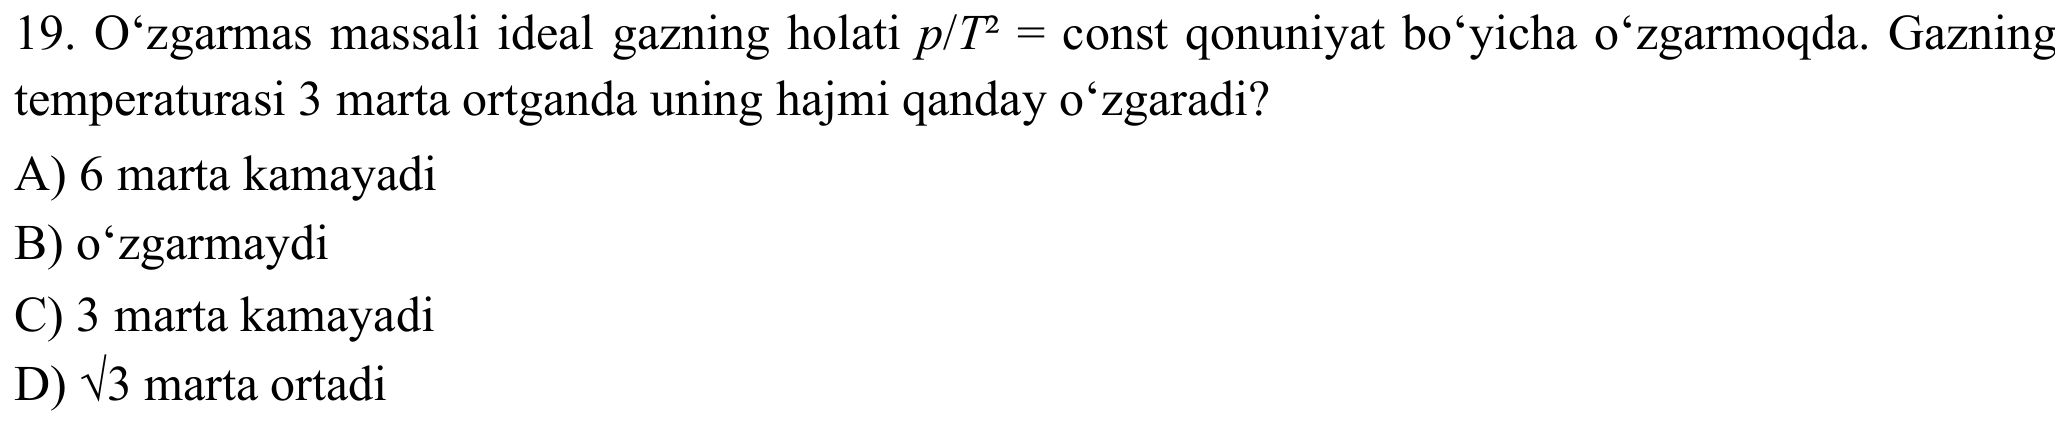 19. O‘zgarmas massali ideal gazning holati p/T² = const qonuniyat bo‘yicha o‘zgarmoqda. Gazning
temperaturasi 3 marta ortganda uning hajmi qanday o‘zgaradi?
A) 6 marta kamayadi
B) o‘zgarmaydi
C) 3 marta kamayadi
D) √3 marta ortadi